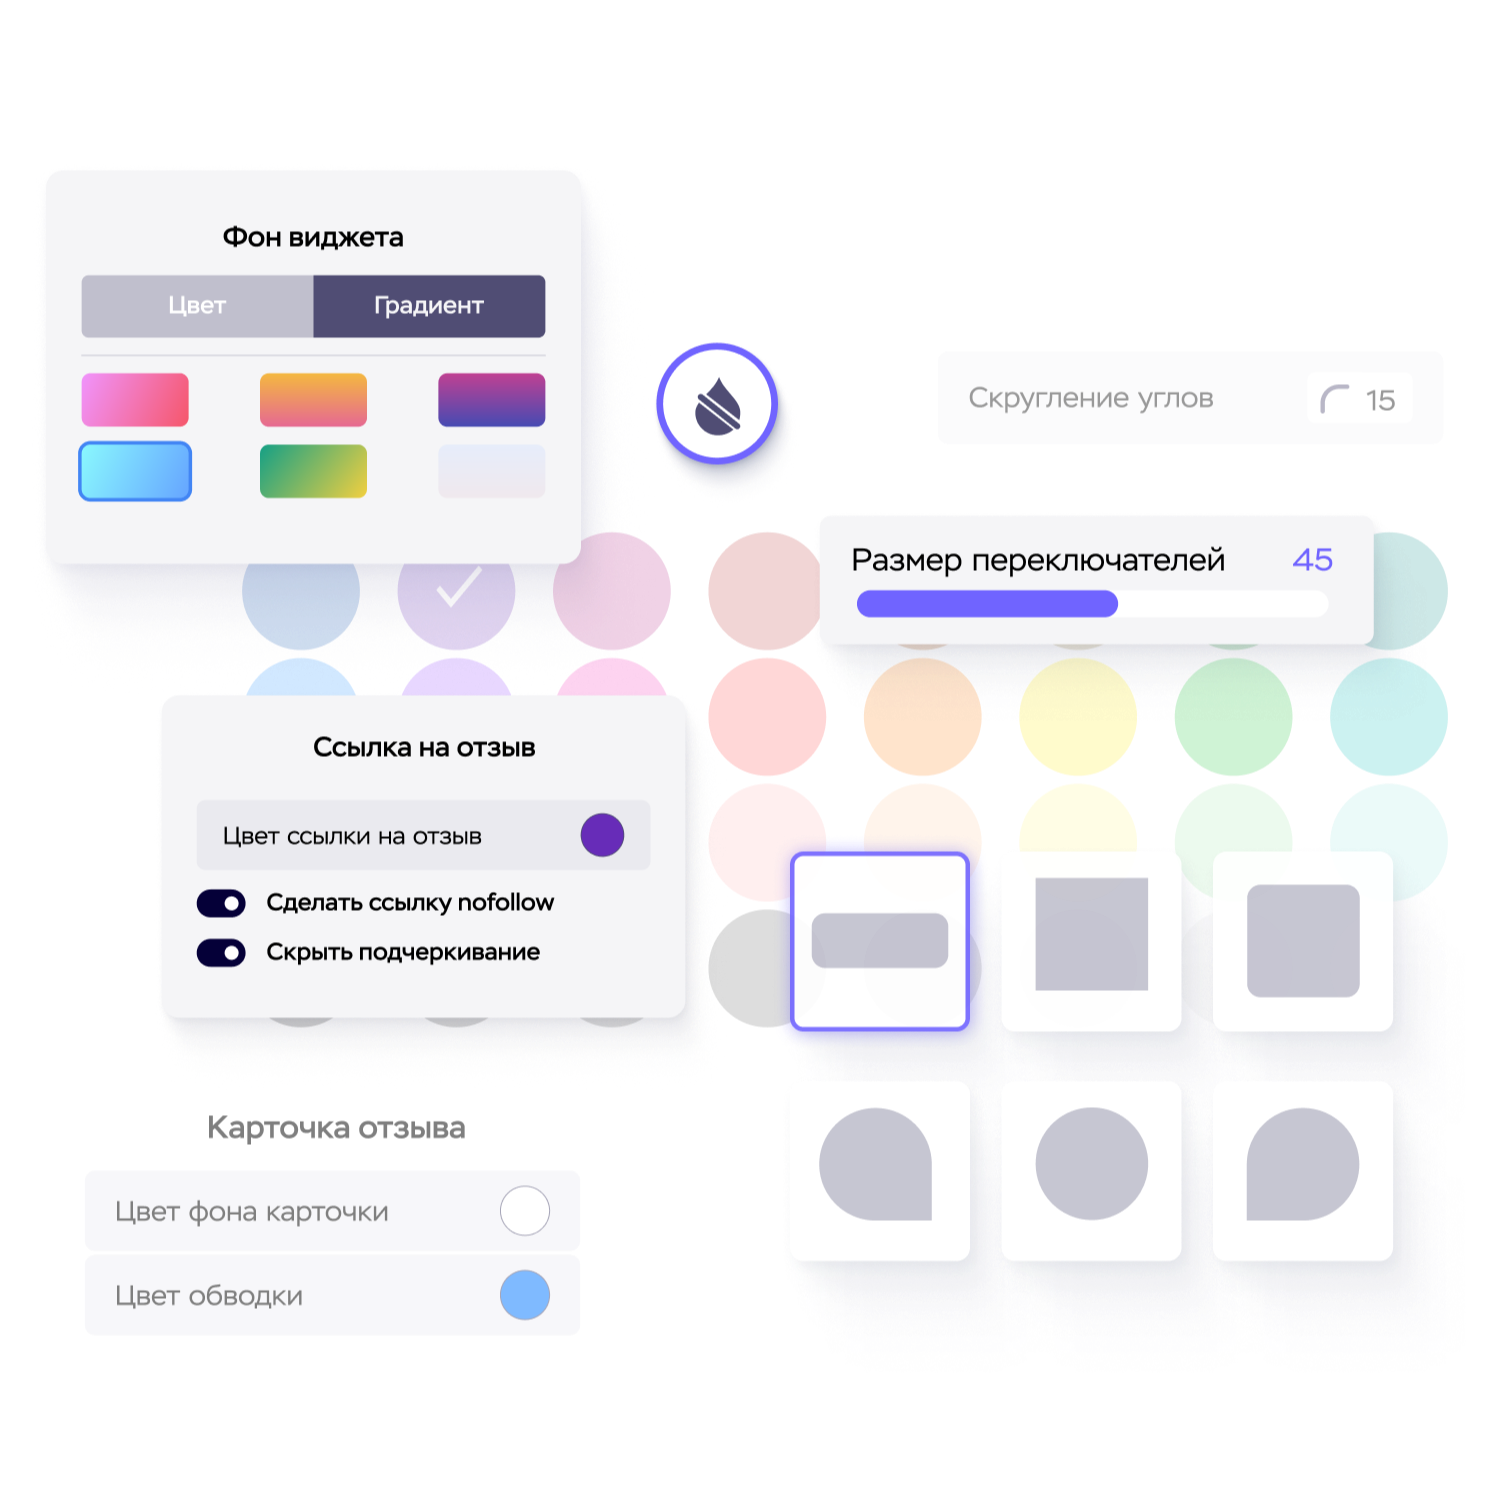 Фон виджета
Цвет
Градиент
Скругление углов
15
Размер переключателей
45
Ссылка на отзыв
Цвет ссылки на отзыв
Сделать ссылку nofollow
Скрыть подчеркивание
Карточка отзыва
Цвет фона карточки
Цвет обводки